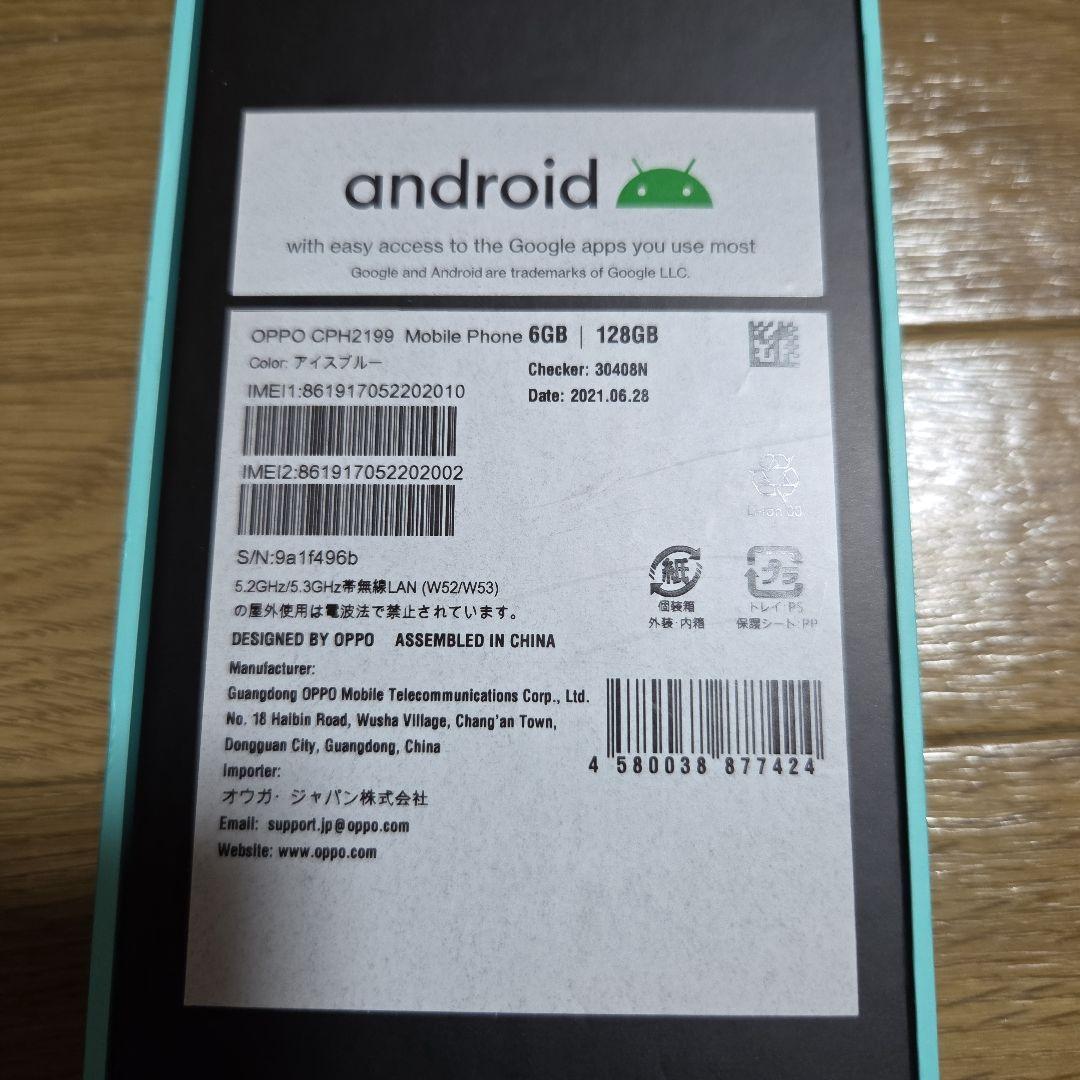 android
with easy access to the Google apps you use most
Google and Android are trademarks of Google LLC.
OPPO CPH2199 Mobile Phone 6GB | 128GB
Color: アイスブルー
Checker: 30408N
IMEI1:861917052202010
Date: 2021.06.28
IMEI2:861917052202002
S/N:9a1f496b
5.2GHz/5.3GHz帯無線LAN (W52/W53)
の屋外使用は電波法で禁止されています。
DESIGNED BY OPPO ASSEMBLED IN CHINA
Manufacturer:
Guangdong OPPO Mobile Telecommunications Corp., Ltd.
No. 18 Haibin Road, Wusha Village, Chang'an Town,
Dongguan City, Guangdong, China
Importer:
オウガ・ジャパン株式会社
Email: support.jp@oppo.com
Website: www.oppo.com
Li-ion 00
紙
個装箱
外装・内箱
プラ
トレイ:PS
保護シート:PP
4 580038 877424